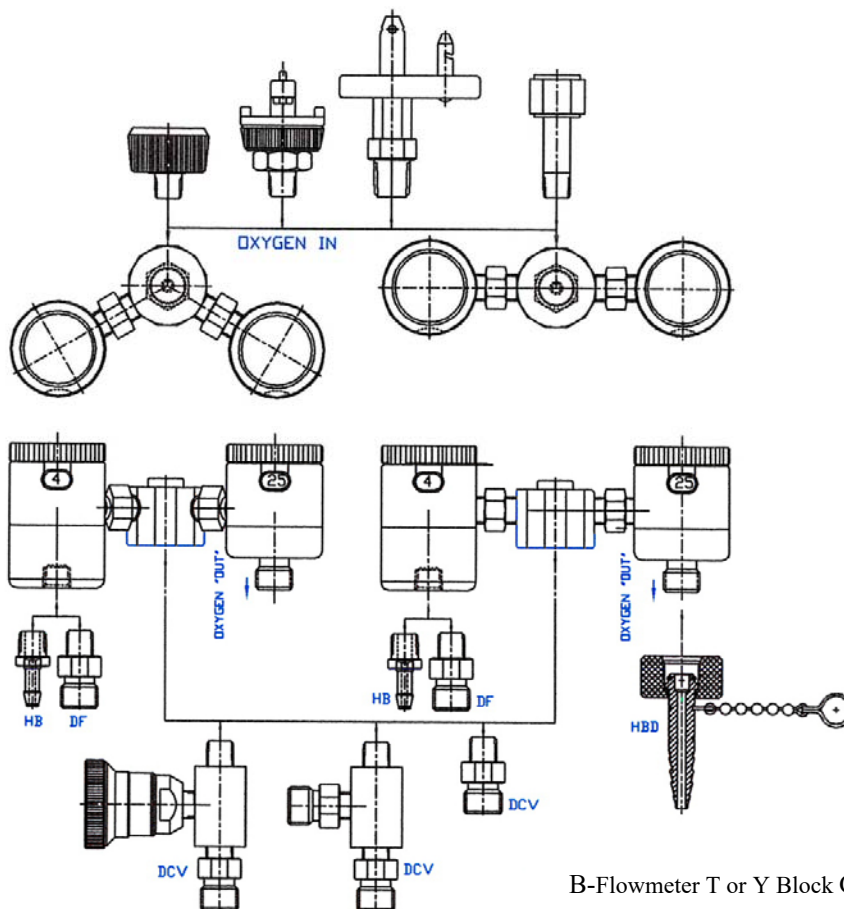 OXYGEN IN
4
25
4
25
OXYGEN 'OUT'
OXYGEN 'OUT'
HB
DF
HB
DF
HBD
DCV
DCV
DCV
B-Flowmeter T or Y Block